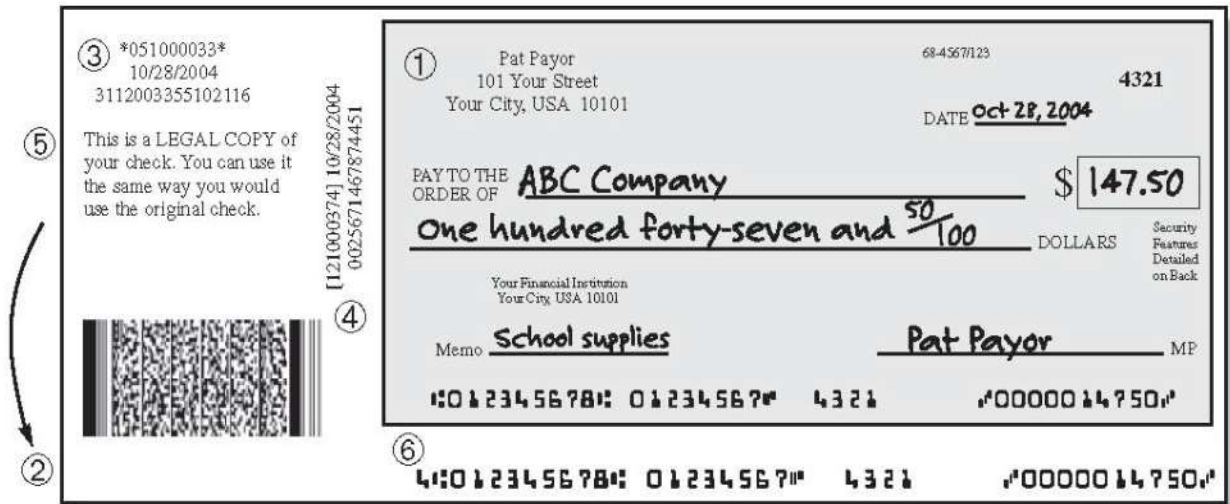 ③ *051000033*
10/28/2004
3112003355102116
⑤ This is a LEGAL COPY of
your check. You can use it
the same way you would
use the original check.
[121000374] 10/28/2004
002567146787 4451
④
②
① Pat Payor
101 Your Street
Your City, USA 10101
68-4567/123
4321
DATE Oct 28, 2004
PAY TO THE
ORDER OF ABC Company $ 147.50
One hundred forty-seven and 50/100 DOLLARS
Security
Features
Detailed
on Back
Your Financial Institution
Your City, USA 10101
Memo School supplies Pat Payor MP
⑆012345678⑆ 01234567⑈ 4321 ⑇0000014750⑇
⑥
4⑆012345678⑆ 01234567⑈ 4321 ⑇0000014750⑇